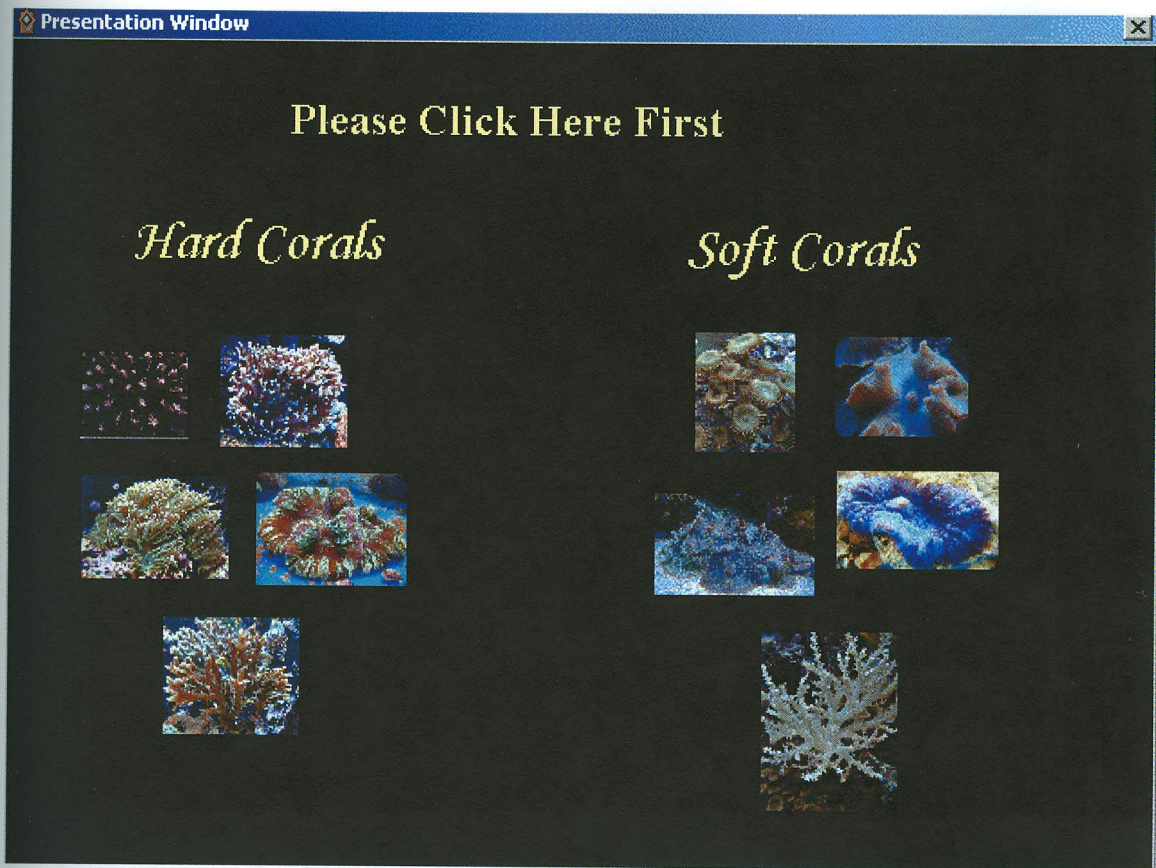 Presentation Window
Please Click Here First
Hard Corals
Soft Corals